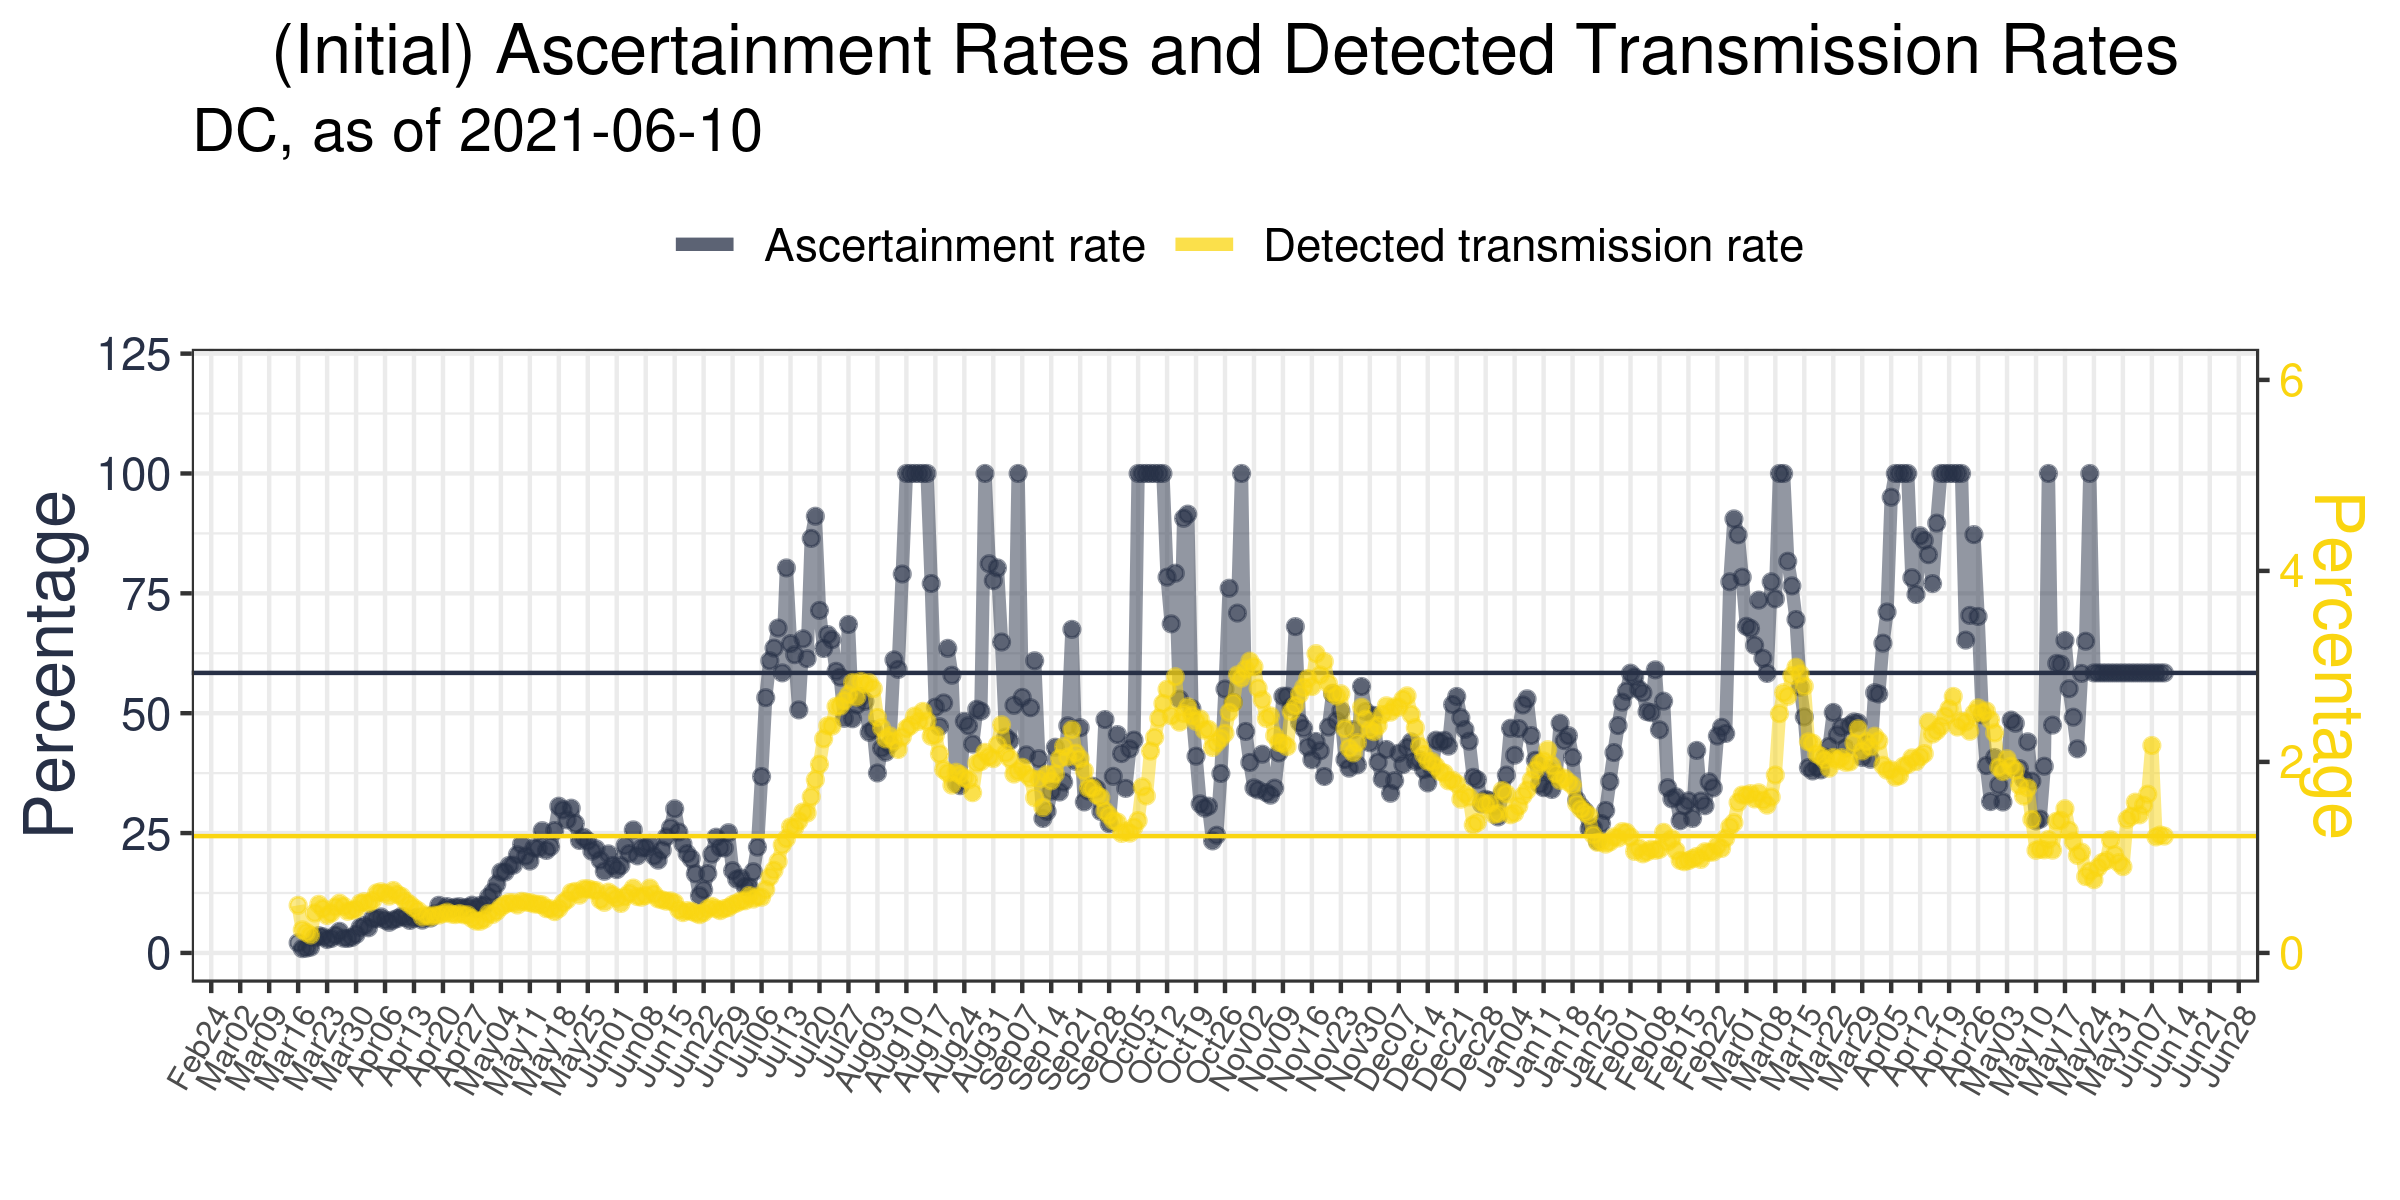 (Initial) Ascertainment Rates and Detected Transmission Rates
DC, as of 2021-06-10
Ascertainment rate
Detected transmission rate
125
100
75
50
25
0
Percentage
6
4
2
0
Percentage
Feb24
Mar02
Mar09
Mar16
Mar23
Mar30
Apr06
Apr13
Apr20
Apr27
May04
May11
May18
May25
Jun01
Jun08
Jun15
Jun22
Jun29
Jul06
Jul13
Jul20
Jul27
Aug03
Aug10
Aug17
Aug24
Aug31
Sep07
Sep14
Sep21
Sep28
Oct05
Oct12
Oct19
Oct26
Nov02
Nov09
Nov16
Nov23
Nov30
Dec07
Dec14
Dec21
Dec28
Jan04
Jan11
Jan18
Jan25
Feb01
Feb08
Feb15
Feb22
Mar01
Mar08
Mar15
Mar22
Mar29
Apr05
Apr12
Apr19
Apr26
May03
May10
May17
May24
May31
Jun07
Jun14
Jun21
Jun28